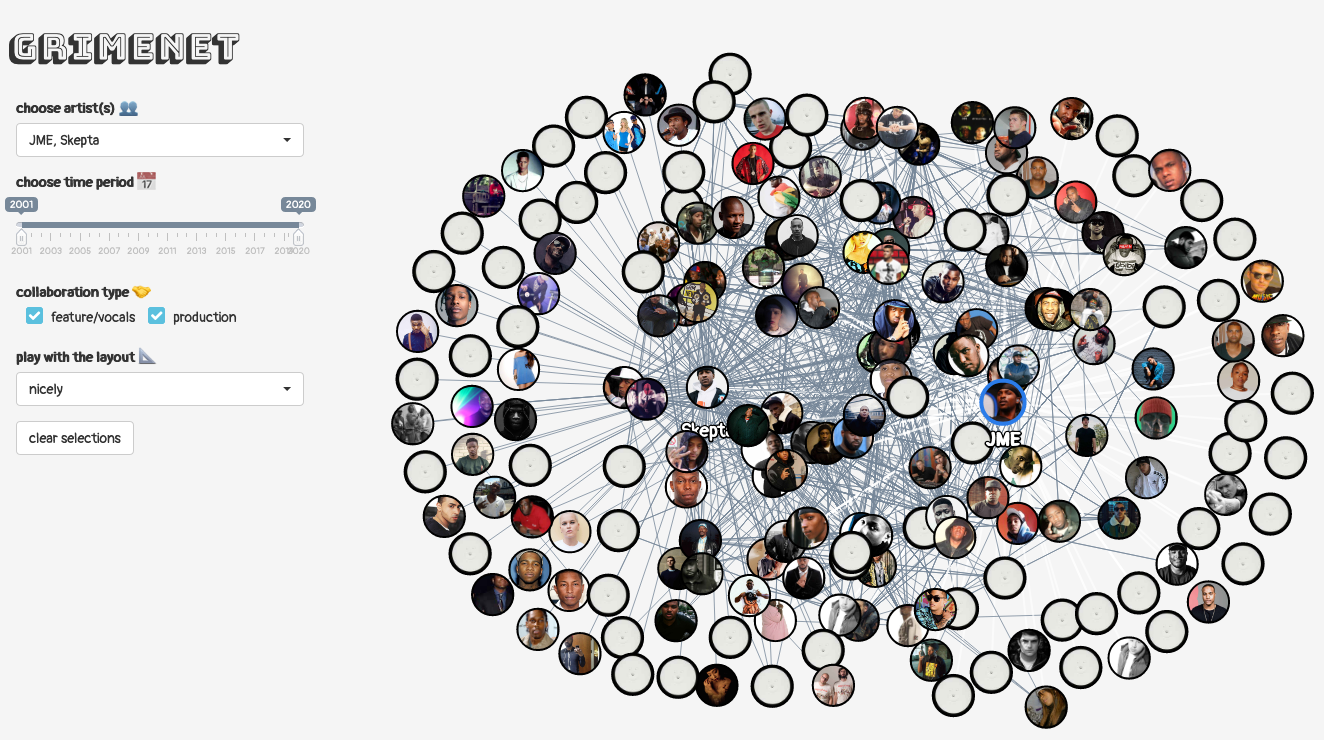 GRIMENET
choose artist(s)
JME, Skepta
choose time period
2001 2020
2001 2003 2005 2007 2009 2011 2013 2015 2017 2020
collaboration type
feature/vocals production
play with the layout
nicely
clear selections
Skepta
JME